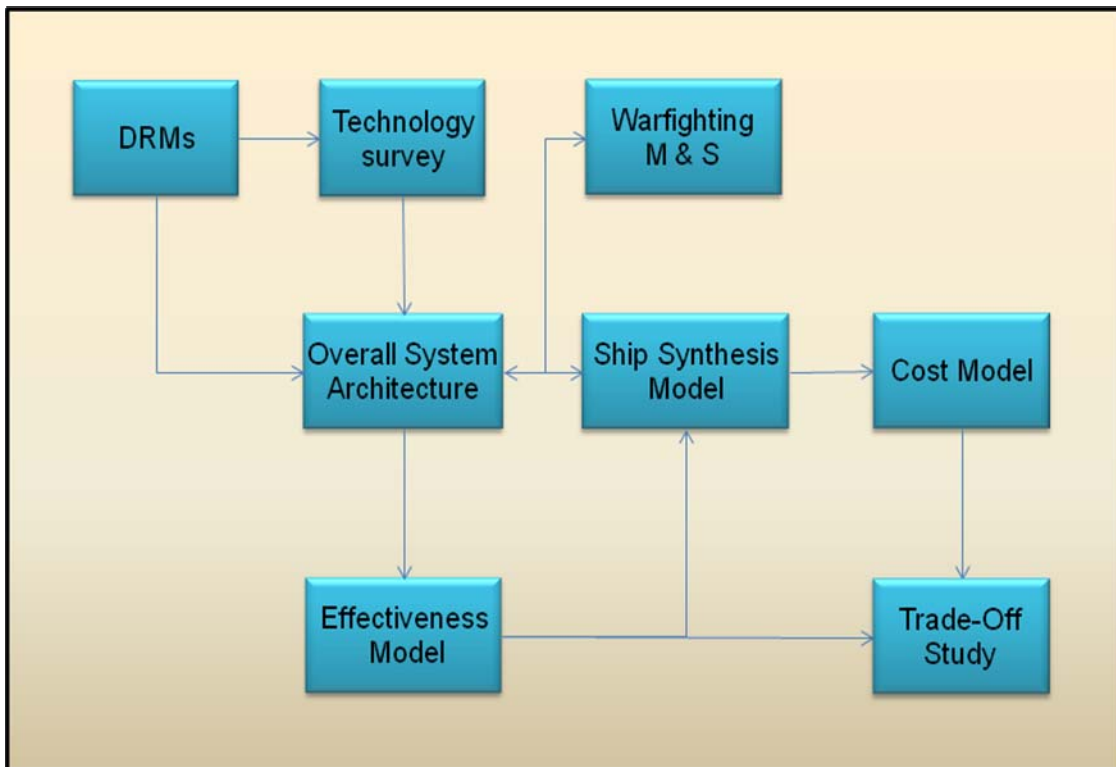 DRMs
Technology
survey
Warfighting
M & S
Overall System
Architecture
Ship Synthesis
Model
Cost Model
Effectiveness
Model
Trade-Off
Study